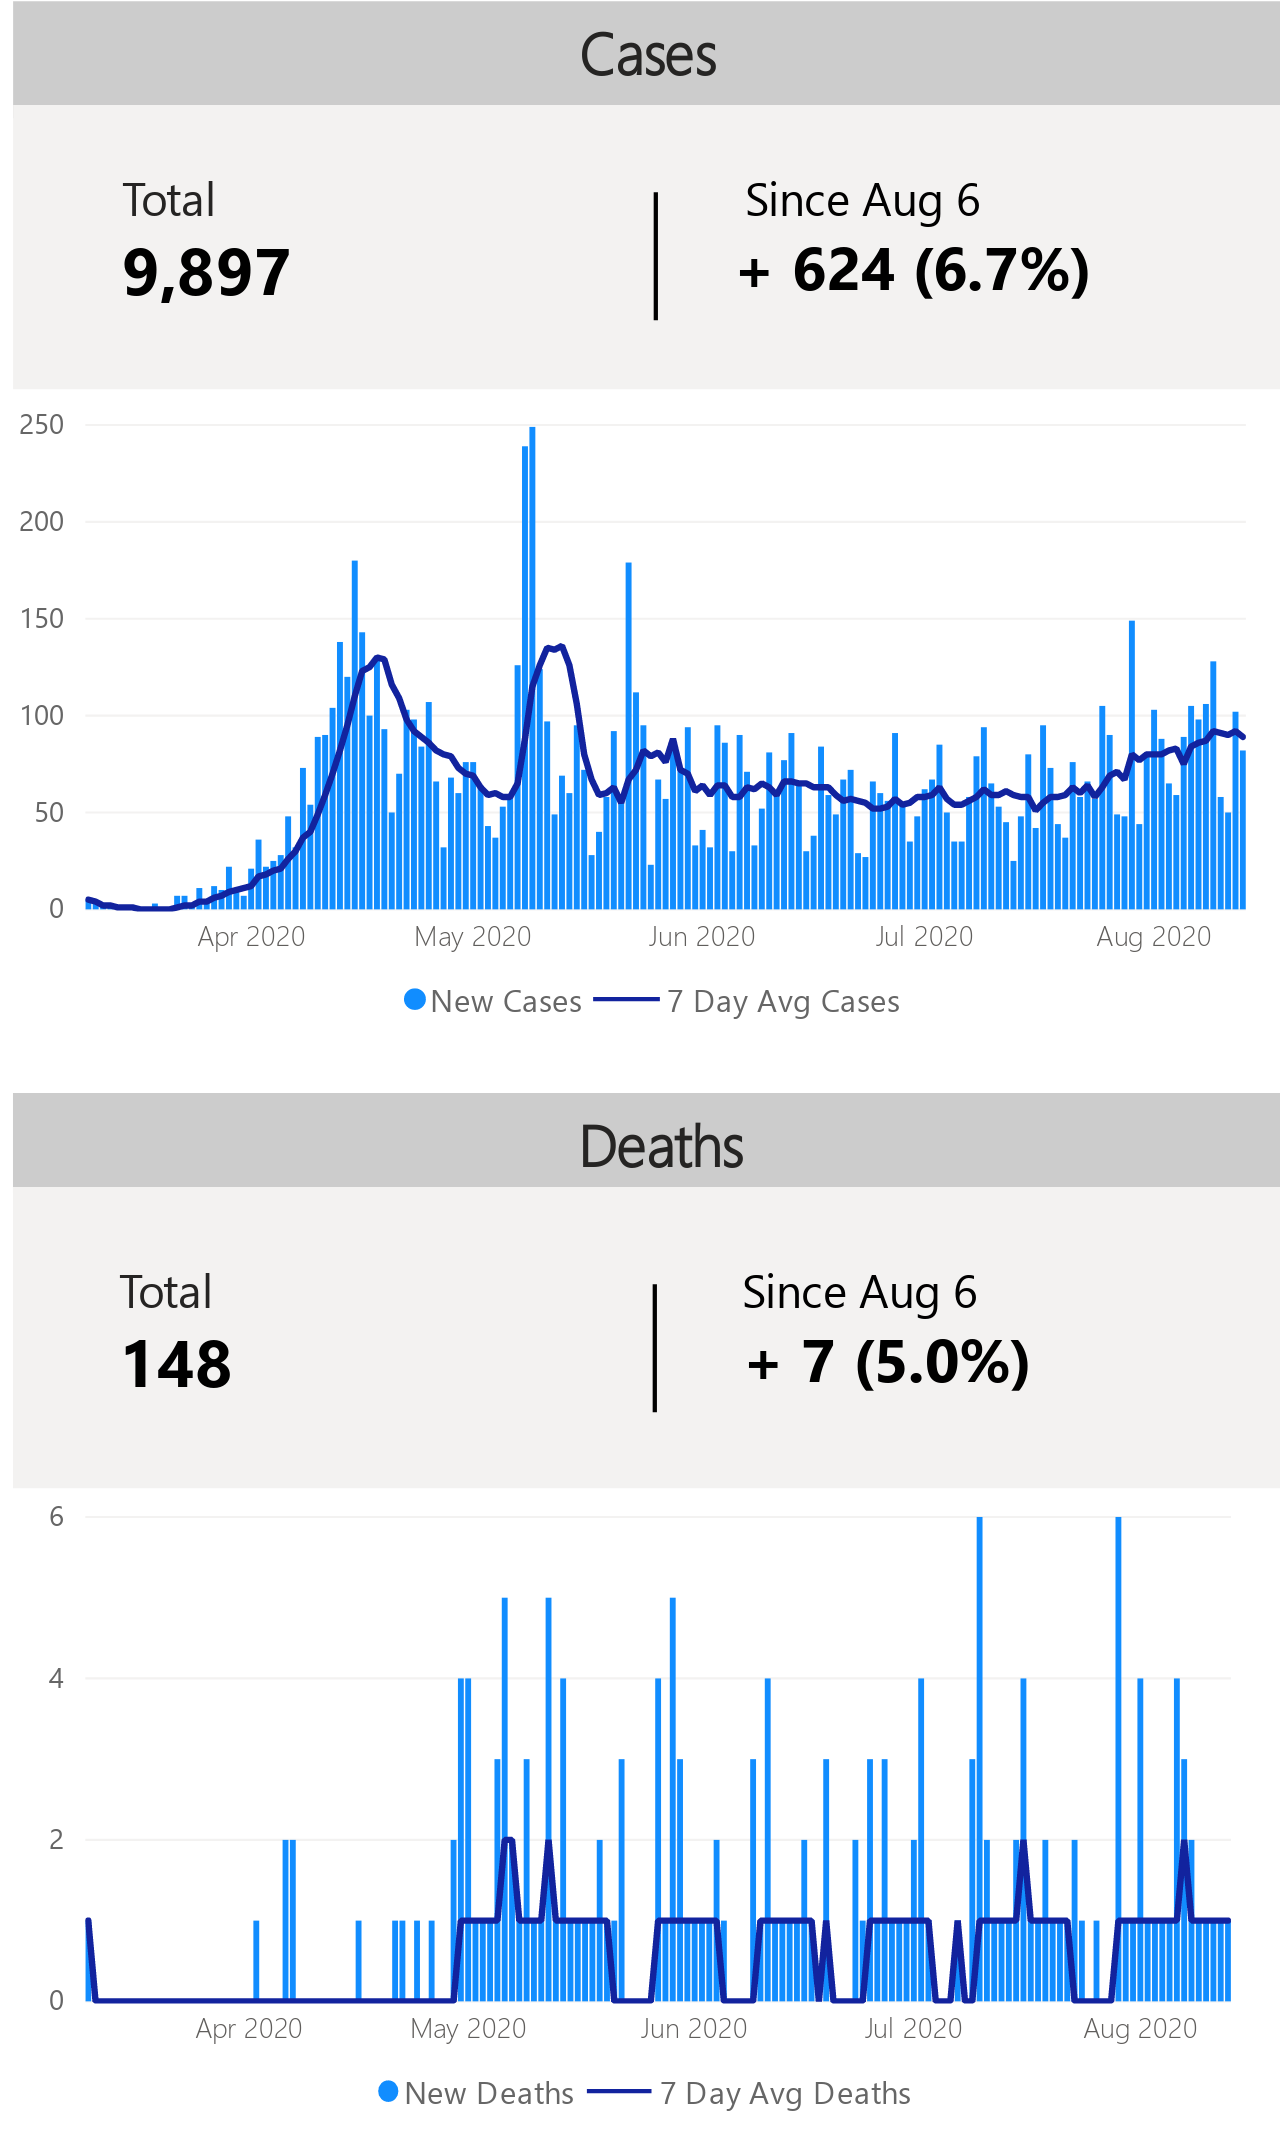 Cases
Total
Since Aug 6
9,897
+ 624 (6.7%)
250
200
150
100
50
0
Apr 2020
May 2020
Jun 2020
Jul 2020
Aug 2020
New Cases
7 Day Avg Cases
Deaths
Total
Since Aug 6
148
+ 7 (5.0%)
6
4
2
0
Apr 2020
May 2020
Jun 2020
Jul 2020
Aug 2020
New Deaths
7 Day Avg Deaths